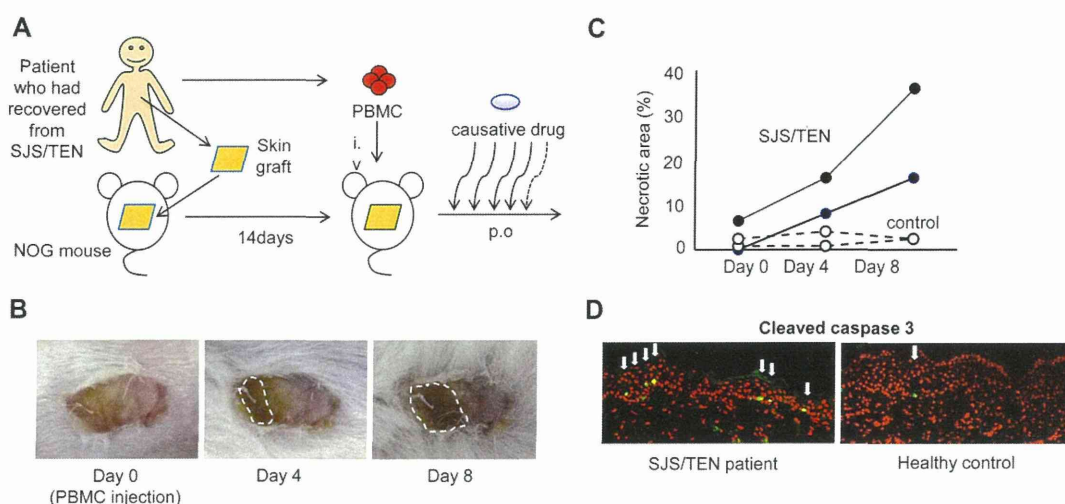 A
Patient
who had
recovered
from
SJS/TEN
PBMC
causative drug
i.
v
Skin
graft
NOG mouse
14days
p.o
B
Day 0
(PBMC injection)
Day 4
Day 8
C
Necrotic area (%)
40
30
20
10
0
SJS/TEN
control
Day 0 Day 4 Day 8
D
Cleaved caspase 3
SJS/TEN patient
Healthy control